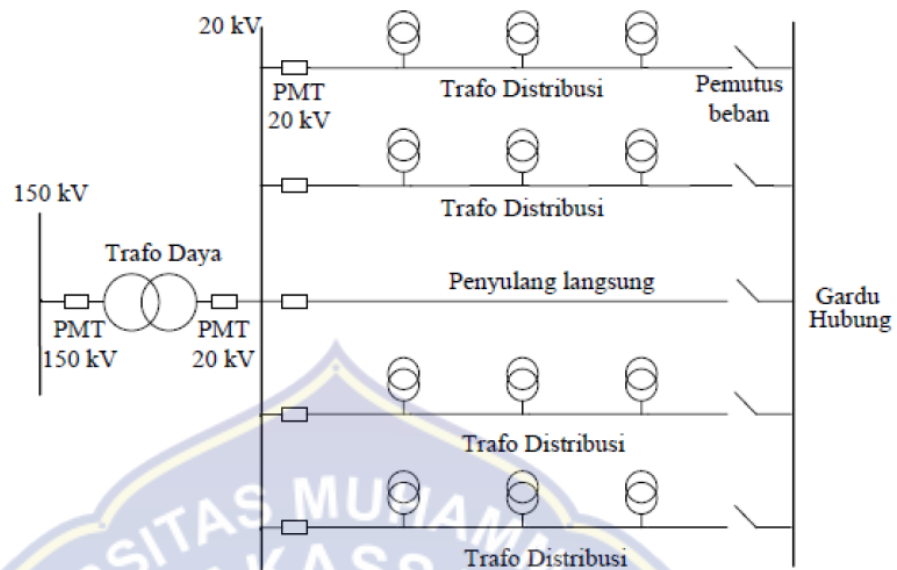 20 kV
PMT
20 kV
Trafo Distribusi
Pemutus
beban
Trafo Distribusi
150 kV
Trafo Daya
PMT
150 kV
PMT
20 kV
Penyulang langsung
Gardu
Hubung
Trafo Distribusi
Trafo Distribusi